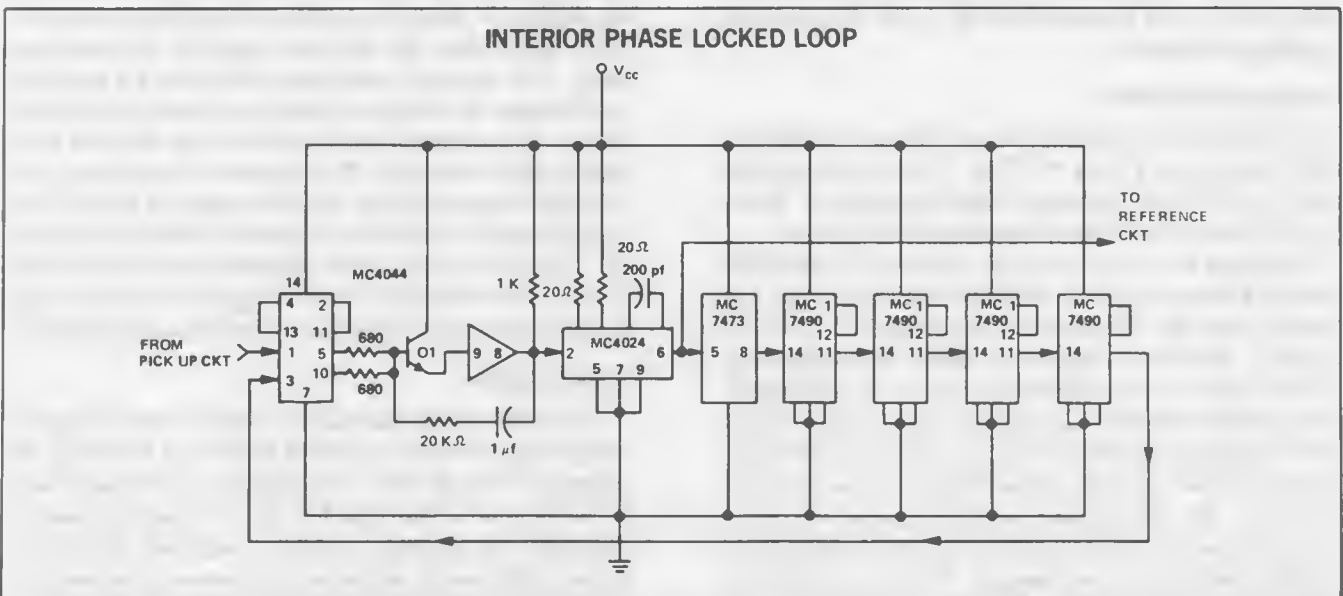 INTERIOR PHASE LOCKED LOOP
Vcc
TO
REFERENCE
CKT
20Ω
200 pf
1 K
20Ω
MC4044
14
4
2
13
11
1
5
3
10
7
FROM
PICK UP CKT
680
680
Q1
9 8
20 KΩ
1 µf
MC4024
2
6
5 7 9
MC
7473
5 8
MC 1
7490
12
14 11
MC 1
7490
12
14 11
MC 1
7490
12
14 11
MC
7490
14